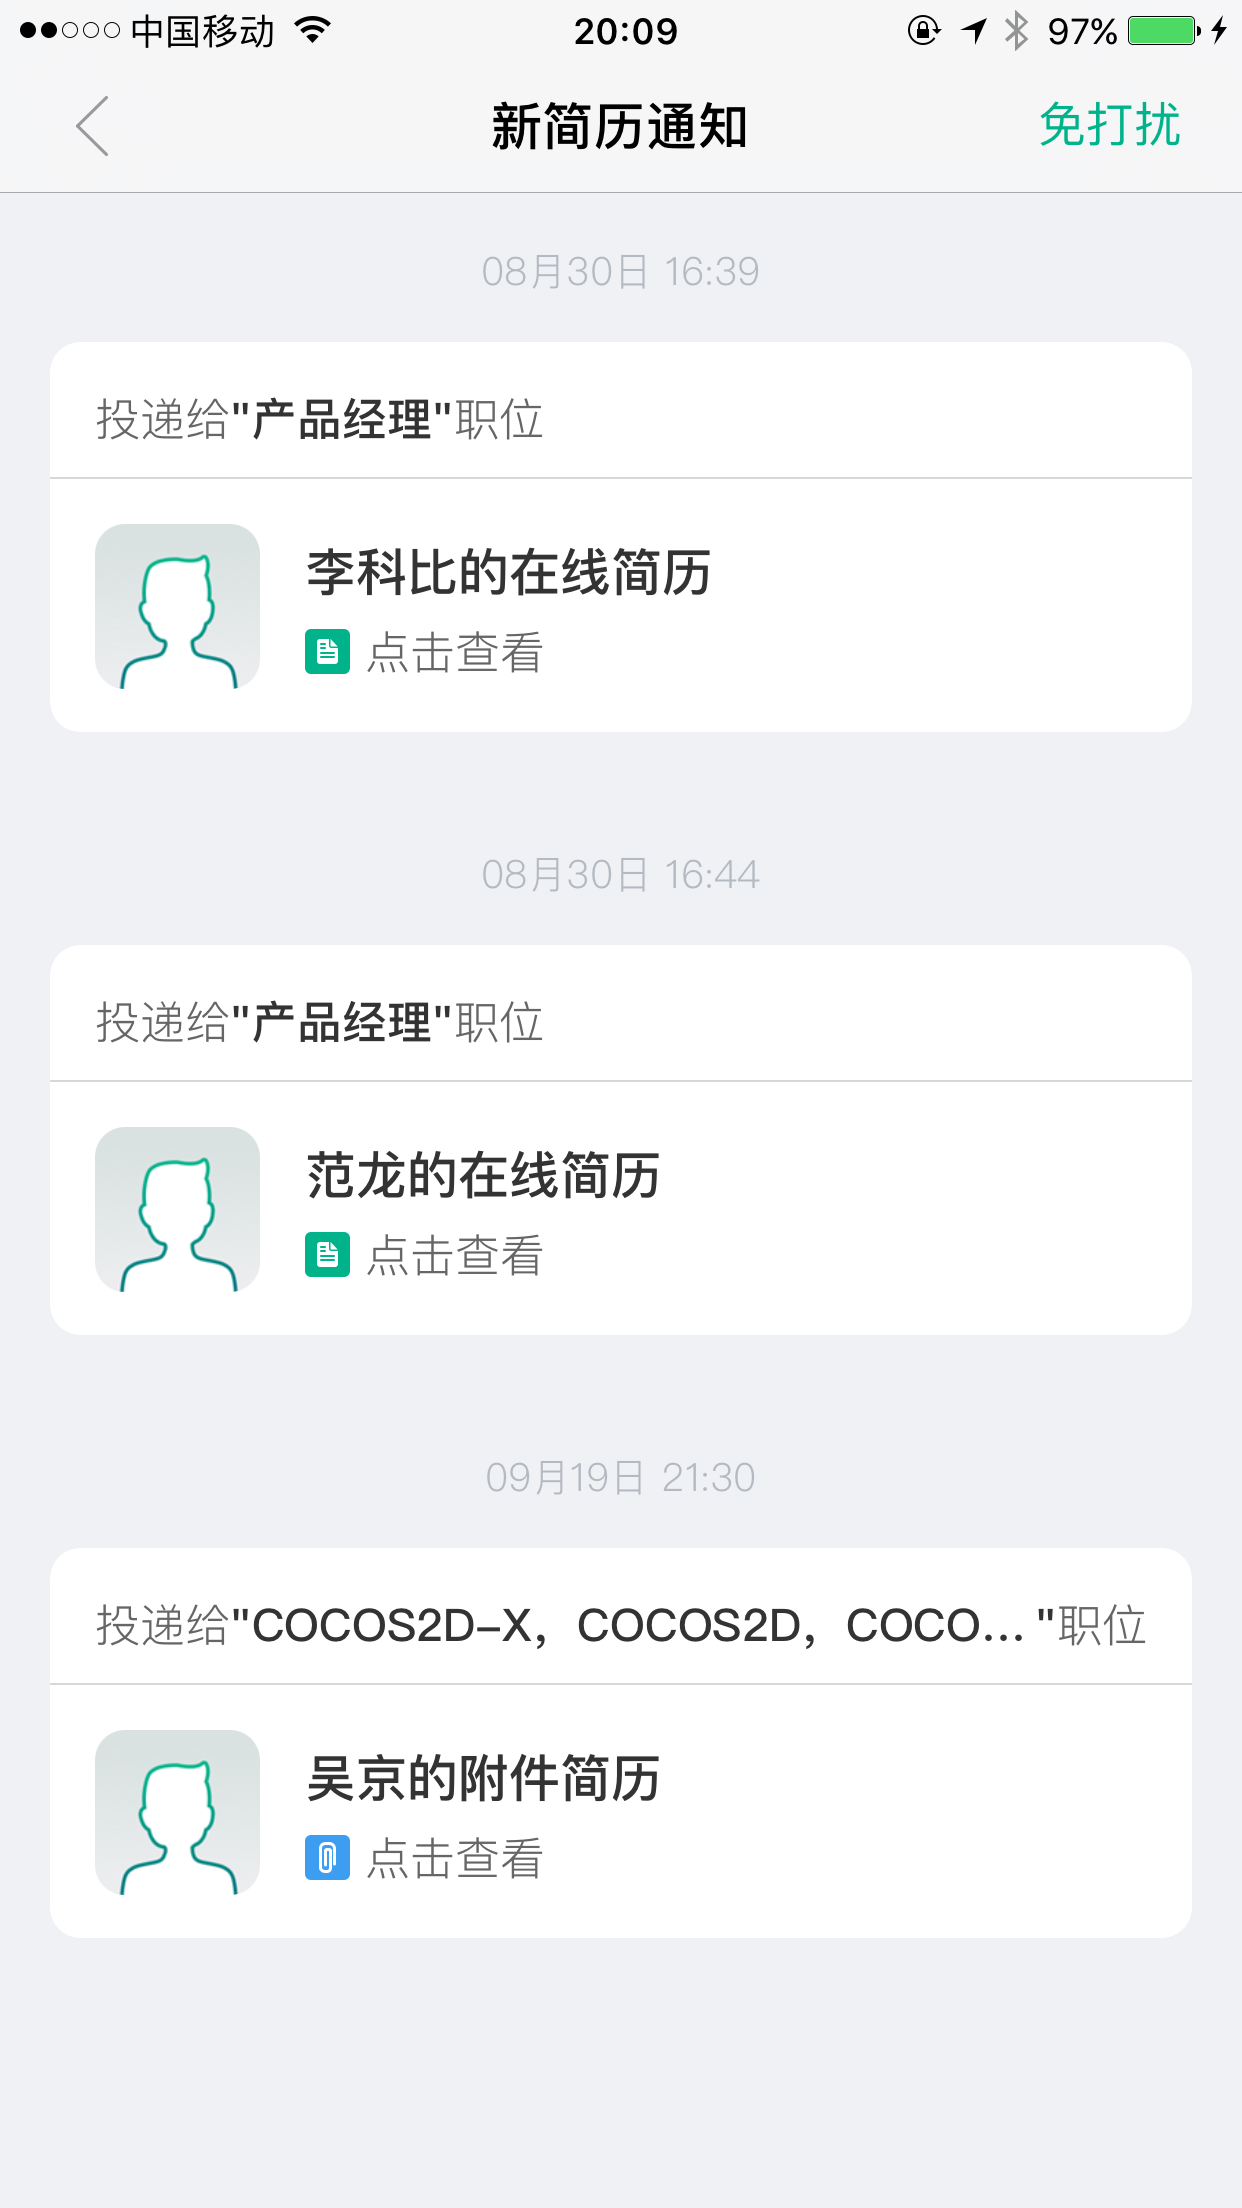 中国移动 20:09 97%
新简历通知 免打扰
08月30日 16:39
投递给"产品经理"职位
李科比的在线简历
点击查看
08月30日 16:44
投递给"产品经理"职位
范龙的在线简历
点击查看
09月19日 21:30
投递给"COCOS2D-X，COCOS2D，COCO..."职位
吴京的附件简历
点击查看